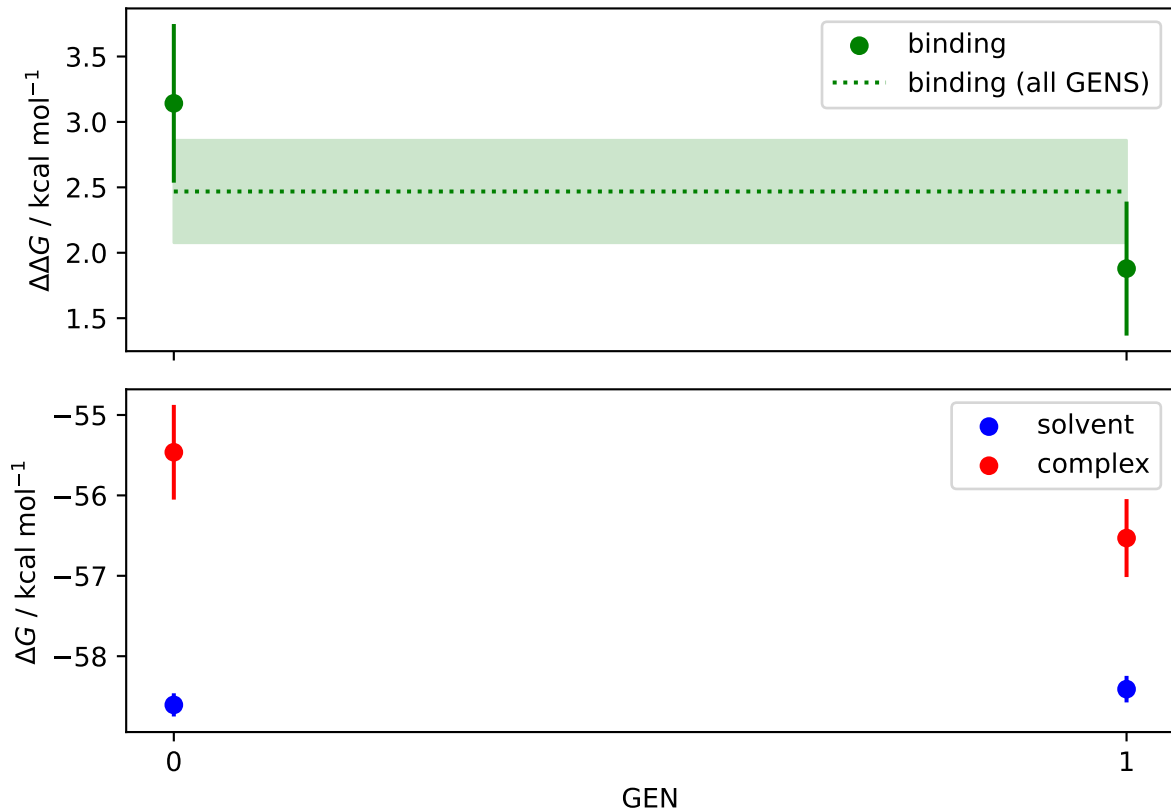 3.5
3.0
2.5
2.0
1.5
ΔΔG / kcal mol⁻¹
binding
binding (all GENS)
−55
−56
−57
−58
ΔG / kcal mol⁻¹
solvent
complex
0
1
GEN